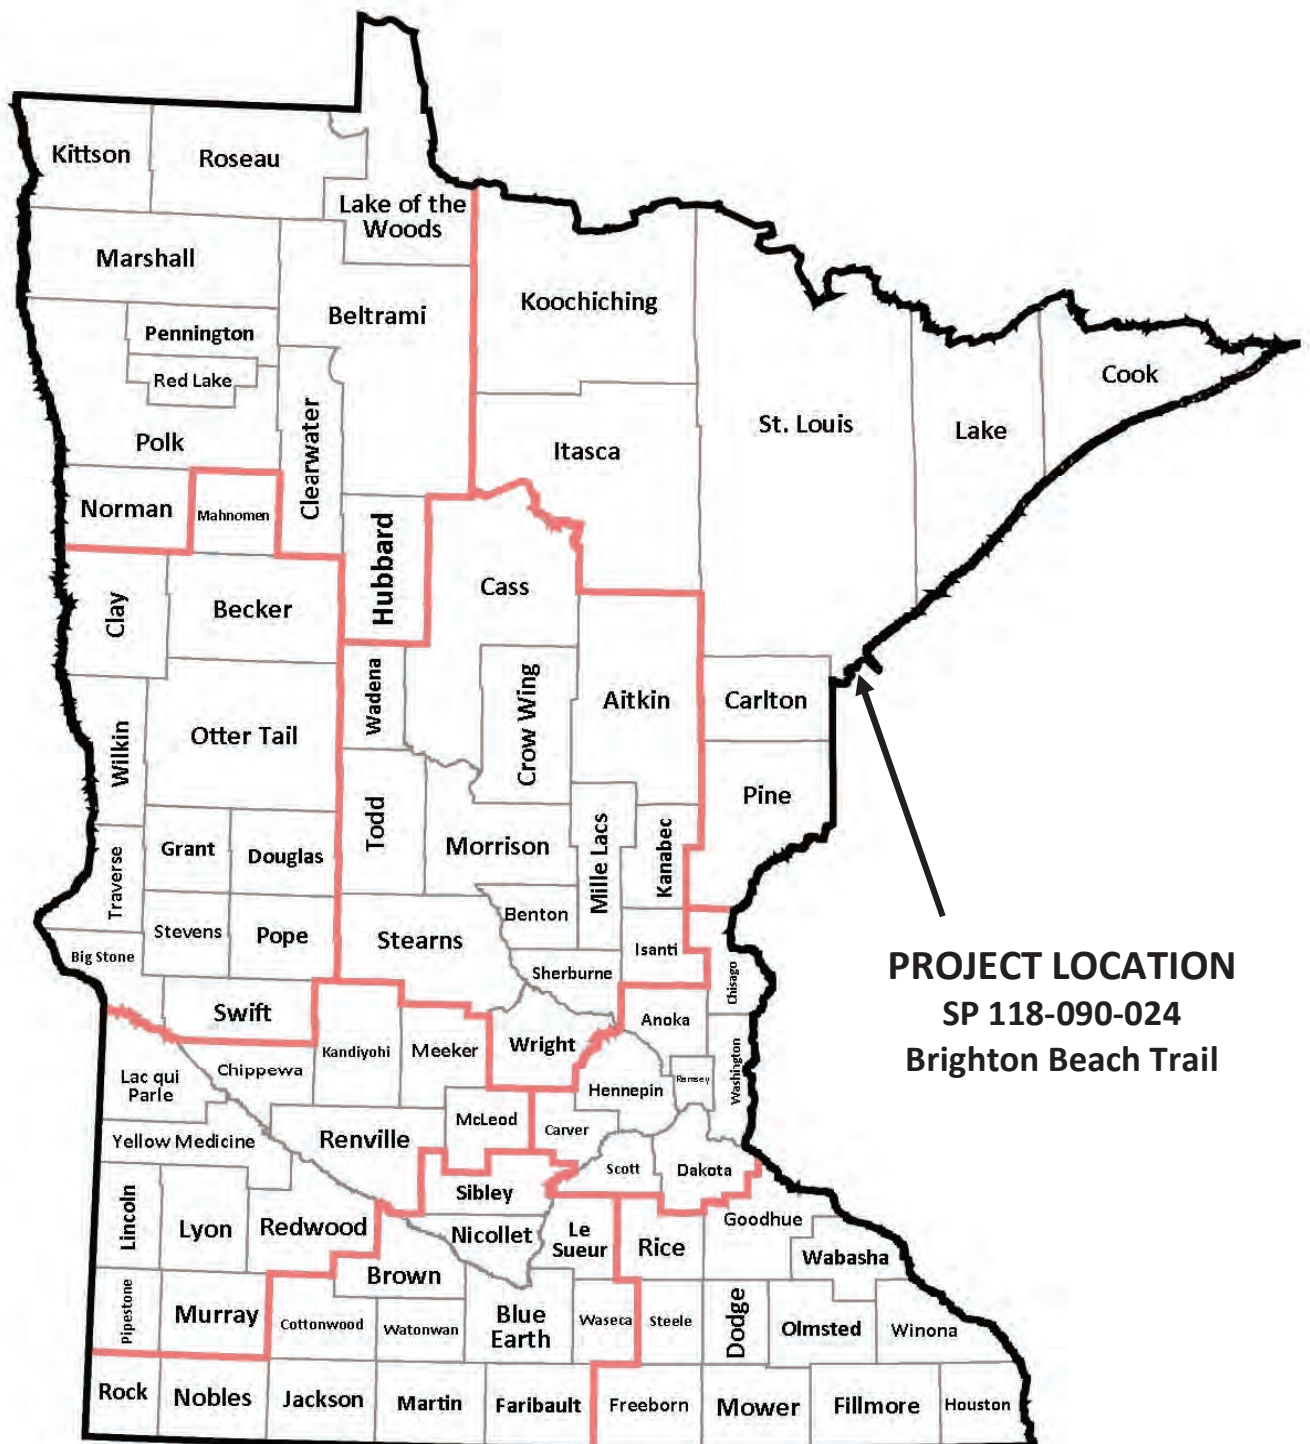 Kittson
Roseau
Lake of the
Woods
Marshall
Koochiching
Beltrami
Pennington
Red Lake
Cook
Clearwater
St. Louis
Lake
Polk
Itasca
Norman
Mahnomen
Hubbard
Cass
Clay
Becker
Wadena
Crow Wing
Aitkin
Carlton
Wilkin
Otter Tail
Pine
Todd
Morrison
Mille Lacs
Kanabec
Grant
Douglas
Traverse
Benton
Stevens
Pope
Stearns
Isanti
Big Stone
Sherburne
Chisago
PROJECT LOCATION
SP 118-090-024
Brighton Beach Trail
Swift
Anoka
Kandiyohi
Meeker
Wright
Washington
Chippewa
Lac qui
Parle
Ramsey
Hennepin
McLeod
Carver
Yellow Medicine
Renville
Scott
Dakota
Sibley
Lincoln
Lyon
Redwood
Nicollet
Le
Sueur
Rice
Goodhue
Wabasha
Brown
Pipestone
Murray
Cottonwood
Watonwan
Blue
Earth
Waseca
Steele
Dodge
Olmsted
Winona
Rock
Nobles
Jackson
Martin
Faribault
Freeborn
Mower
Fillmore
Houston